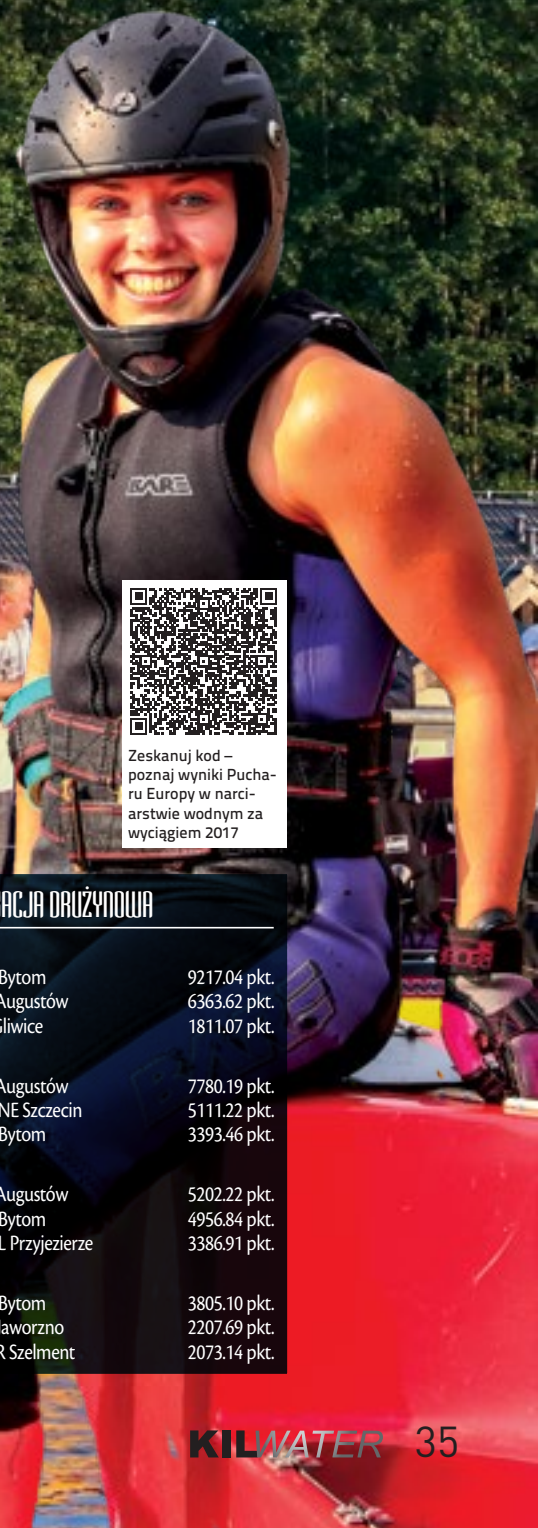 BARE
Zeskanuj kod –
poznaj wyniki Pucha-
ru Europy w narci-
arstwie wodnym za
wyciągiem 2017
ACJA DRUŻYNOWA
Bytom 9217.04 pkt.
Augustów 6363.62 pkt.
Gliwice 1811.07 pkt.
Augustów 7780.19 pkt.
NE Szczecin 5111.22 pkt.
Bytom 3393.46 pkt.
Augustów 5202.22 pkt.
Bytom 4956.84 pkt.
L Przyjezierze 3386.91 pkt.
Bytom 3805.10 pkt.
Jaworzno 2207.69 pkt.
R Szelment 2073.14 pkt.
KILWATER 35